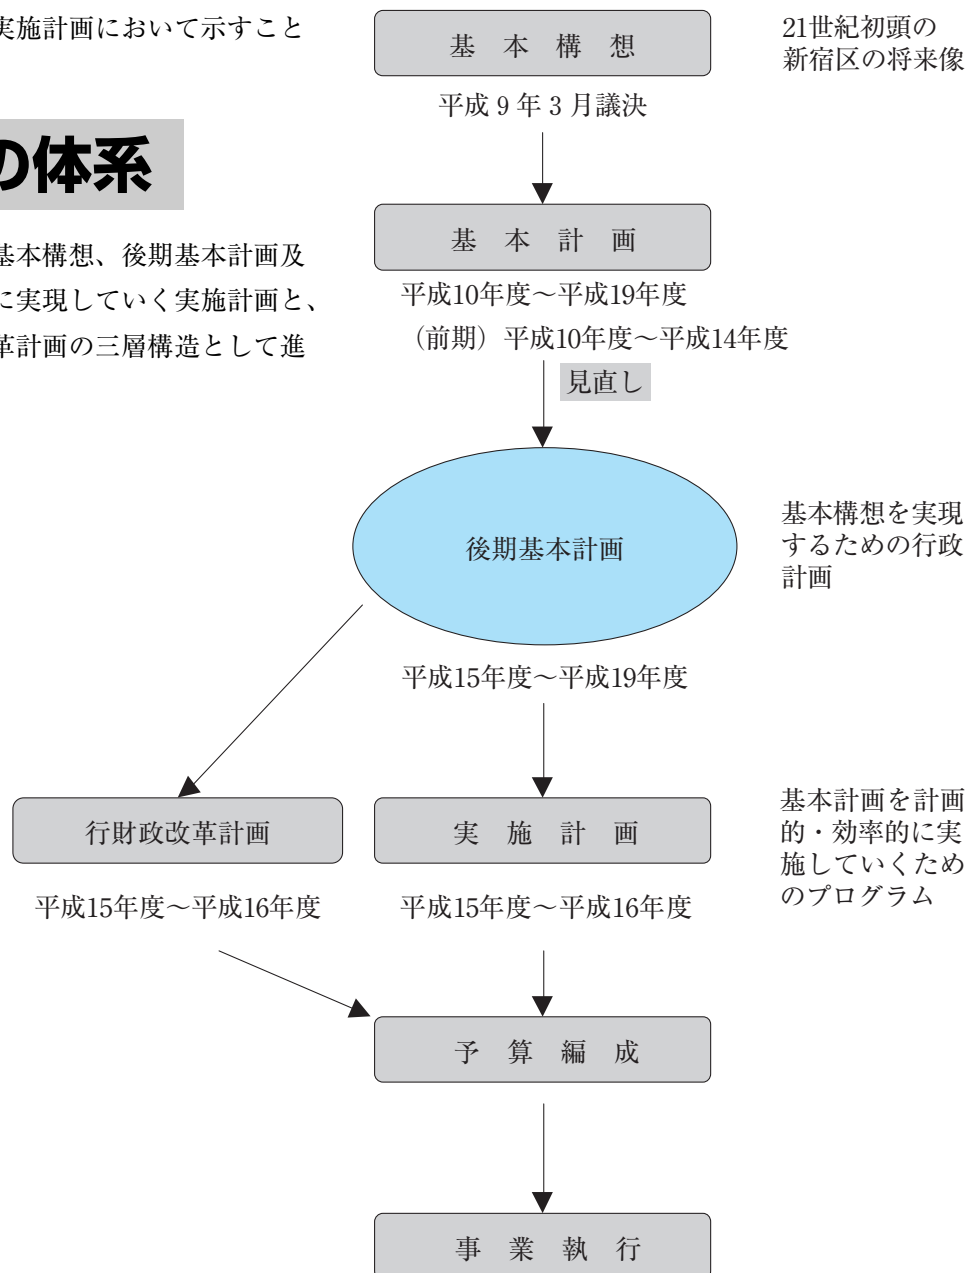 実施計画において示すこと
の体系
基本構想、後期基本計画及
に実現していく実施計画と、
革計画の三層構造として進
基本構想
21世紀初頭の
新宿区の将来像
平成9年3月議決
基本計画
平成10年度～平成19年度
（前期）平成10年度～平成14年度
見直し
後期基本計画
基本構想を実現
するための行政
計画
平成15年度～平成19年度
行財政改革計画
平成15年度～平成16年度
実施計画
平成15年度～平成16年度
基本計画を計画
的・効率的に実
施していくため
のプログラム
予算編成
事業執行